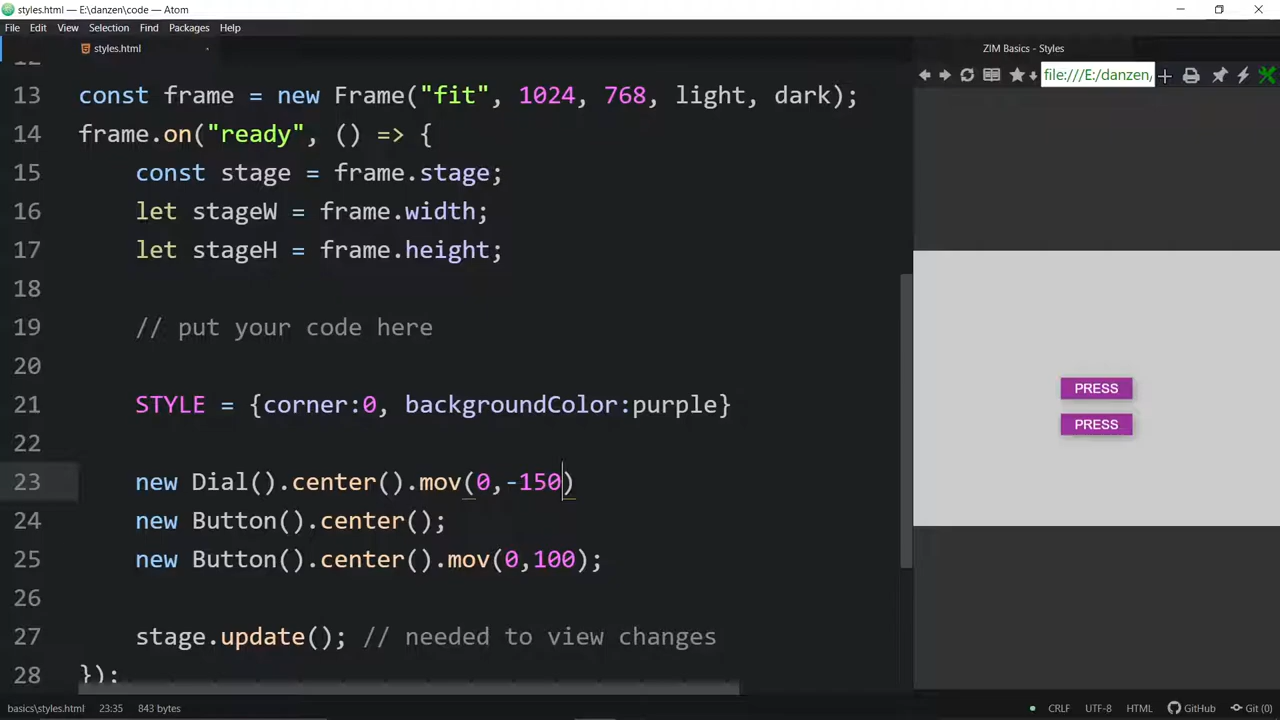 styles.html — E:\danzen\code — Atom
File Edit View Selection Find Packages Help
styles.html
ZIM Basics - Styles
file:///E:/danzen/
12
13 const frame = new Frame("fit", 1024, 768, light, dark);
14 frame.on("ready", () => {
15 const stage = frame.stage;
16 let stageW = frame.width;
17 let stageH = frame.height;
18
19 // put your code here
20
21 STYLE = {corner:0, backgroundColor:purple}
22
23 new Dial().center().mov(0,-150)
24 new Button().center();
25 new Button().center().mov(0,100);
26
27 stage.update(); // needed to view changes
28 });
PRESS
PRESS
basics\styles.html 23:35 843 bytes
CRLF UTF-8 HTML GitHub Git (0)